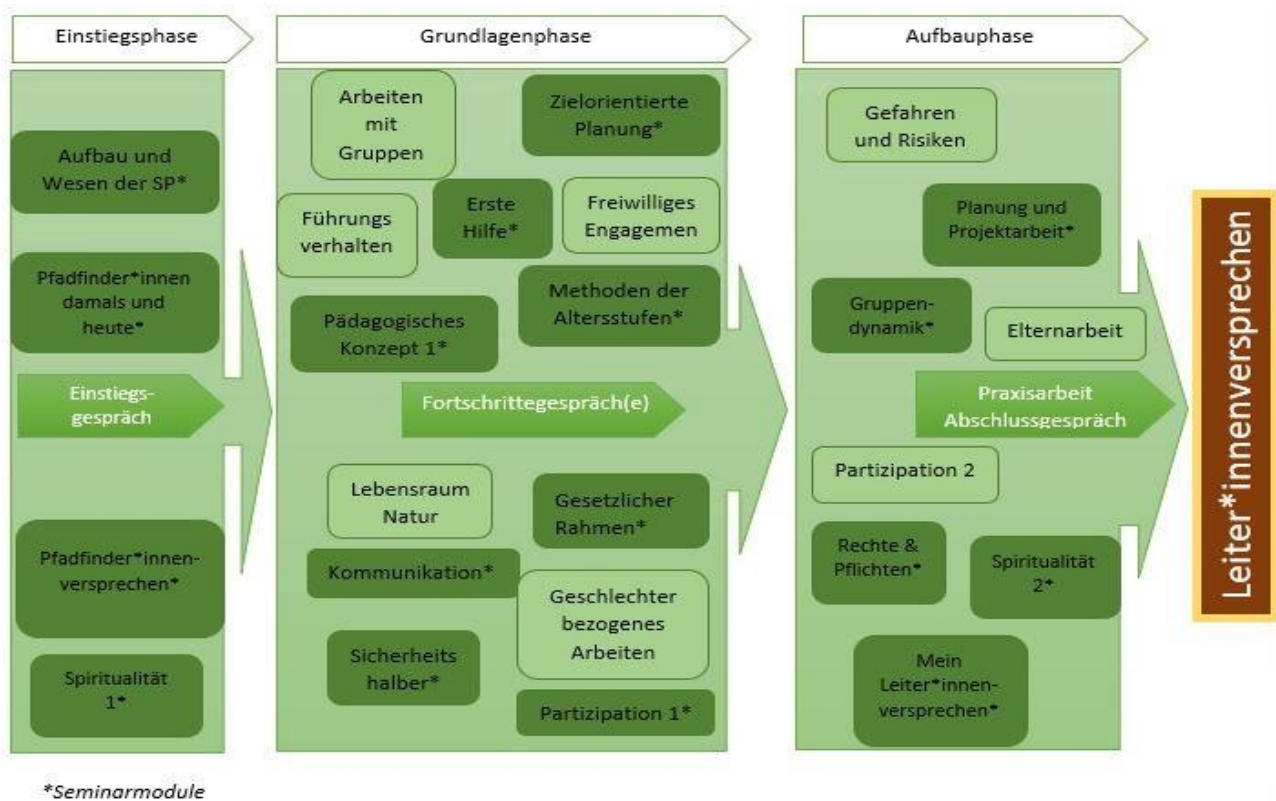 Einstiegsphase
Aufbau und
Wesen der SP*
Pfadfinder*innen
damals und
heute*
Einstiegs-
gespräch
Pfadfinder*innen-
versprechen*
Spiritualität
1*
Grundlagenphase
Arbeiten
mit
Gruppen
Zielorientierte
Planung*
Führungs
verhalten
Erste
Hilfe*
Freiwilliges
Engagemen
Pädagogisches
Konzept 1*
Methoden der
Altersstufen*
Fortschrittegespräch(e)
Lebensraum
Natur
Gesetzlicher
Rahmen*
Kommunikation*
Geschlechter
bezogenes
Arbeiten
Sicherheits
halber*
Partizipation 1*
Aufbauphase
Gefahren
und Risiken
Planung und
Projektarbeit*
Gruppen-
dynamik*
Elternarbeit
Praxisarbeit
Abschlussgespräch
Partizipation 2
Rechte &
Pflichten*
Spiritualität
2*
Mein
Leiter*innen-
versprechen*
Leiter*innenversprechen
*Seminarmodule